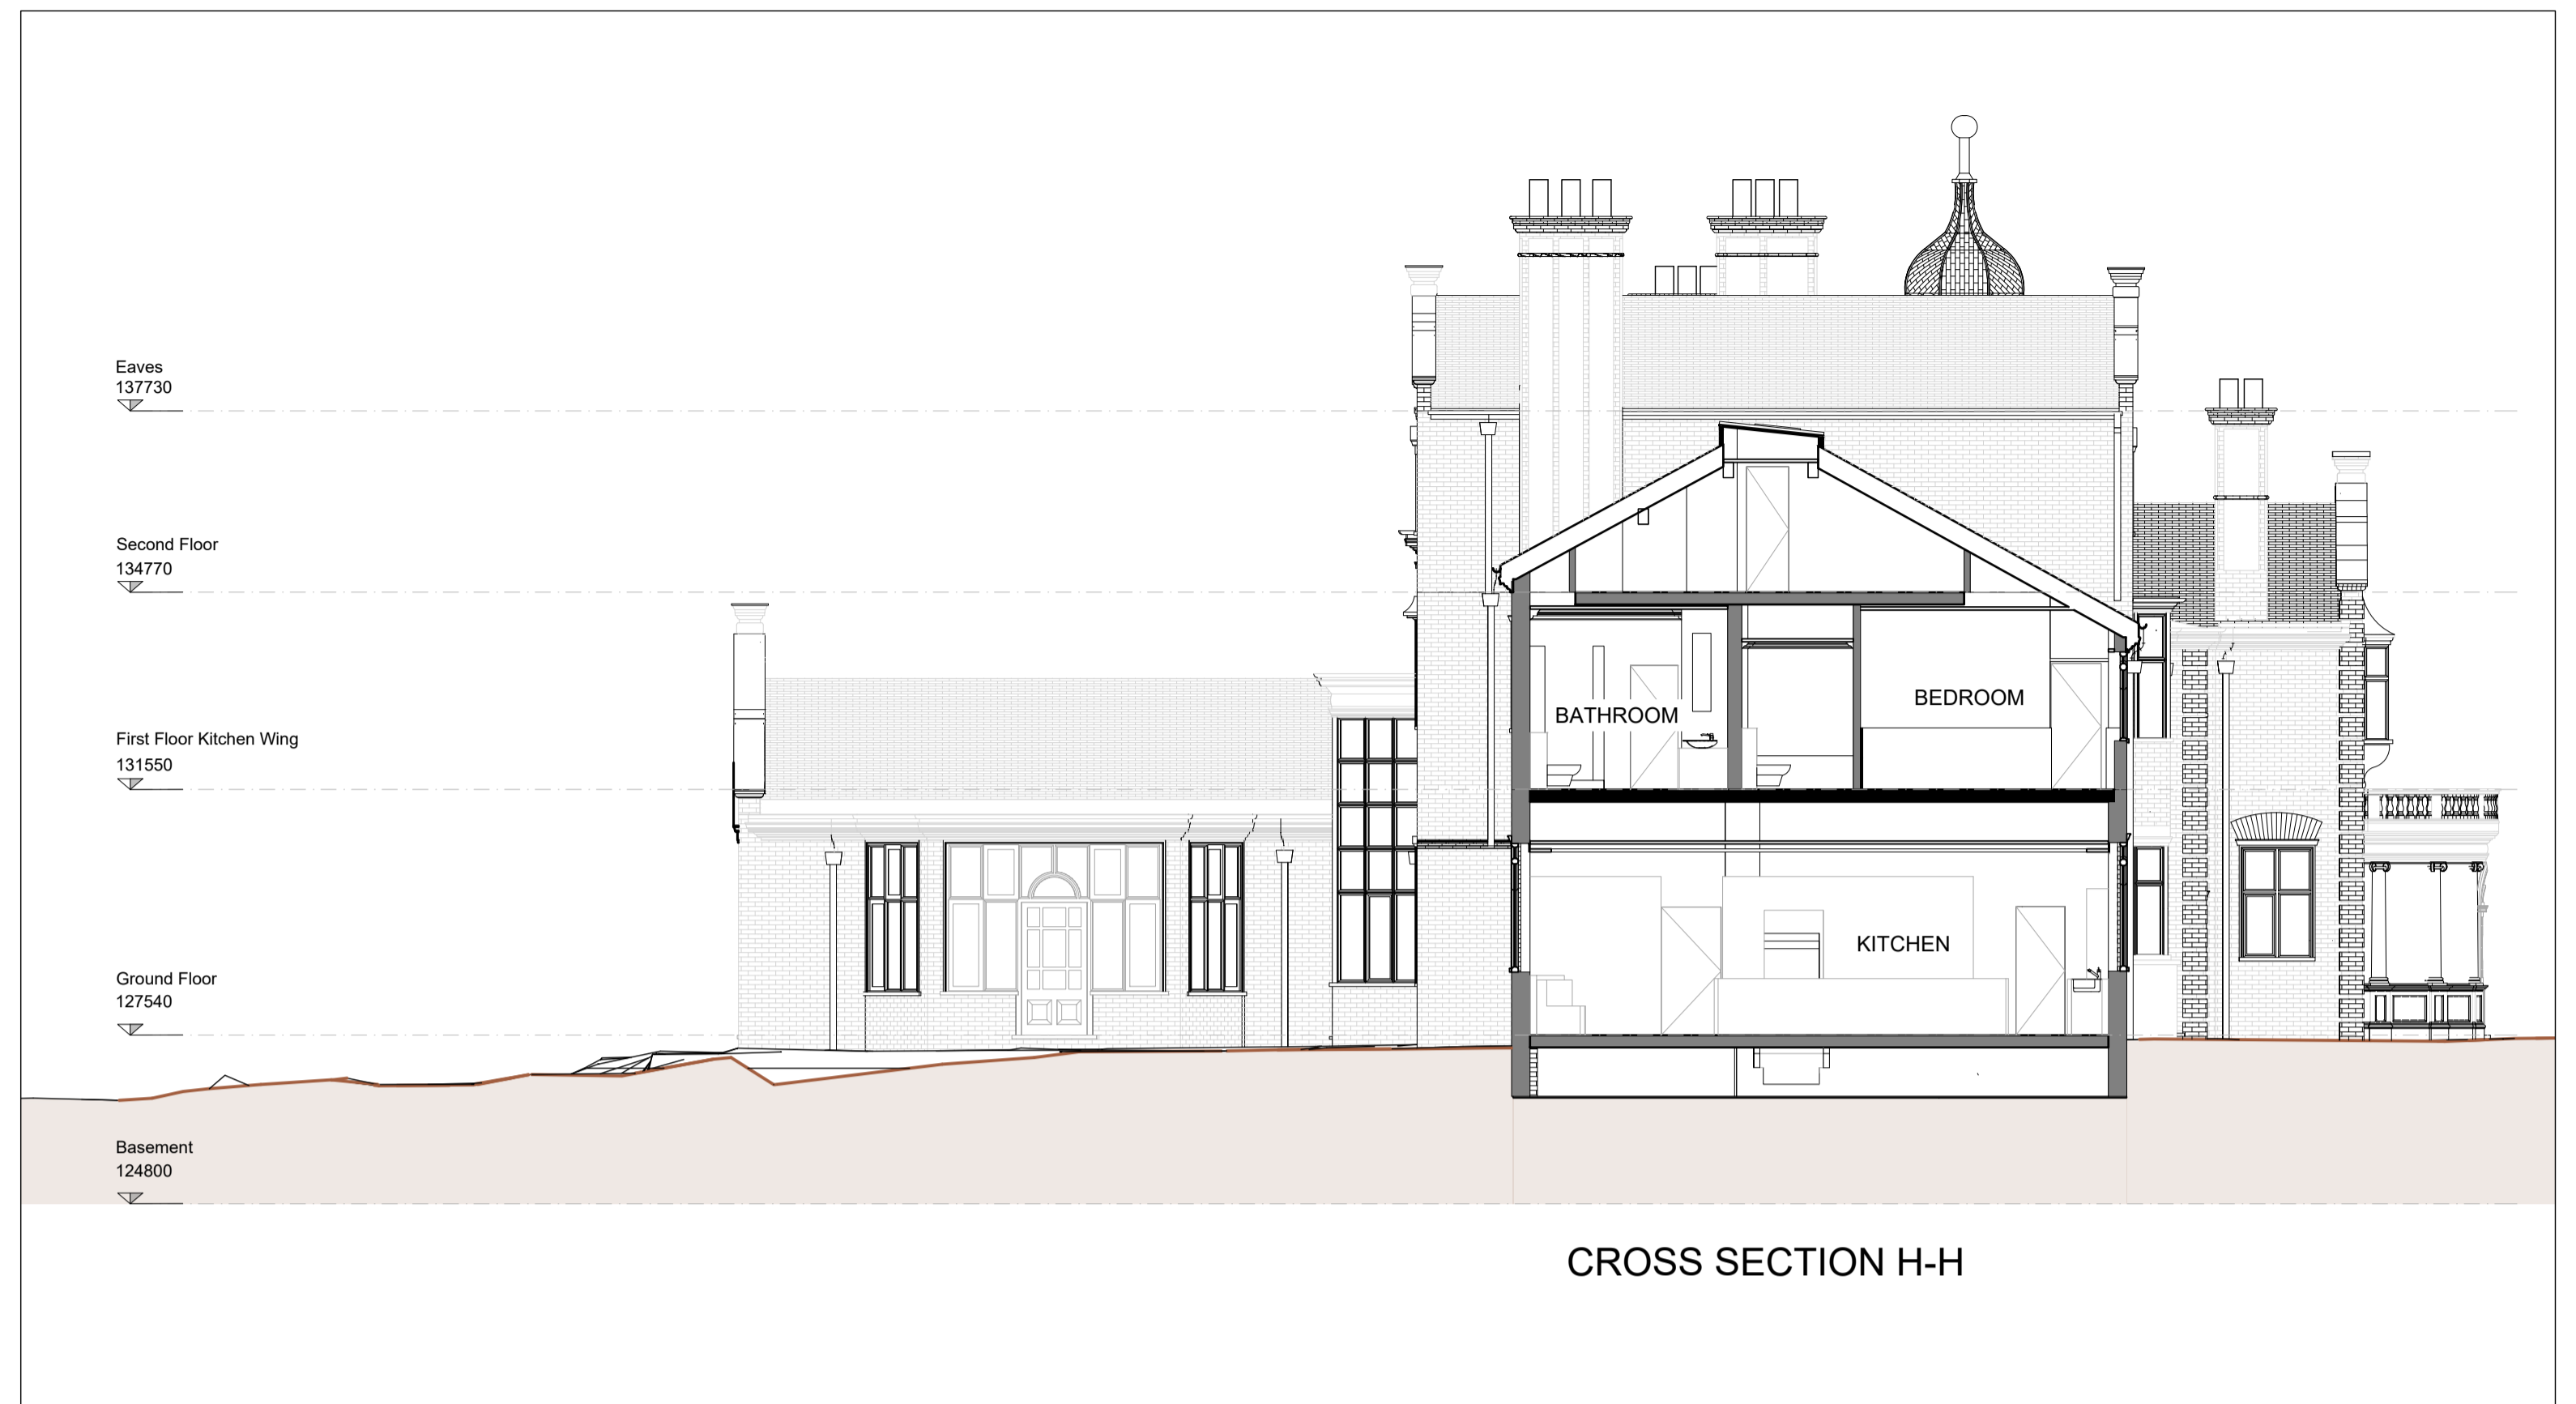 Eaves
137730
Second Floor
134770
First Floor Kitchen Wing
131550
BATHROOM
BEDROOM
KITCHEN
Ground Floor
127540
Basement
124800
CROSS SECTION H-H